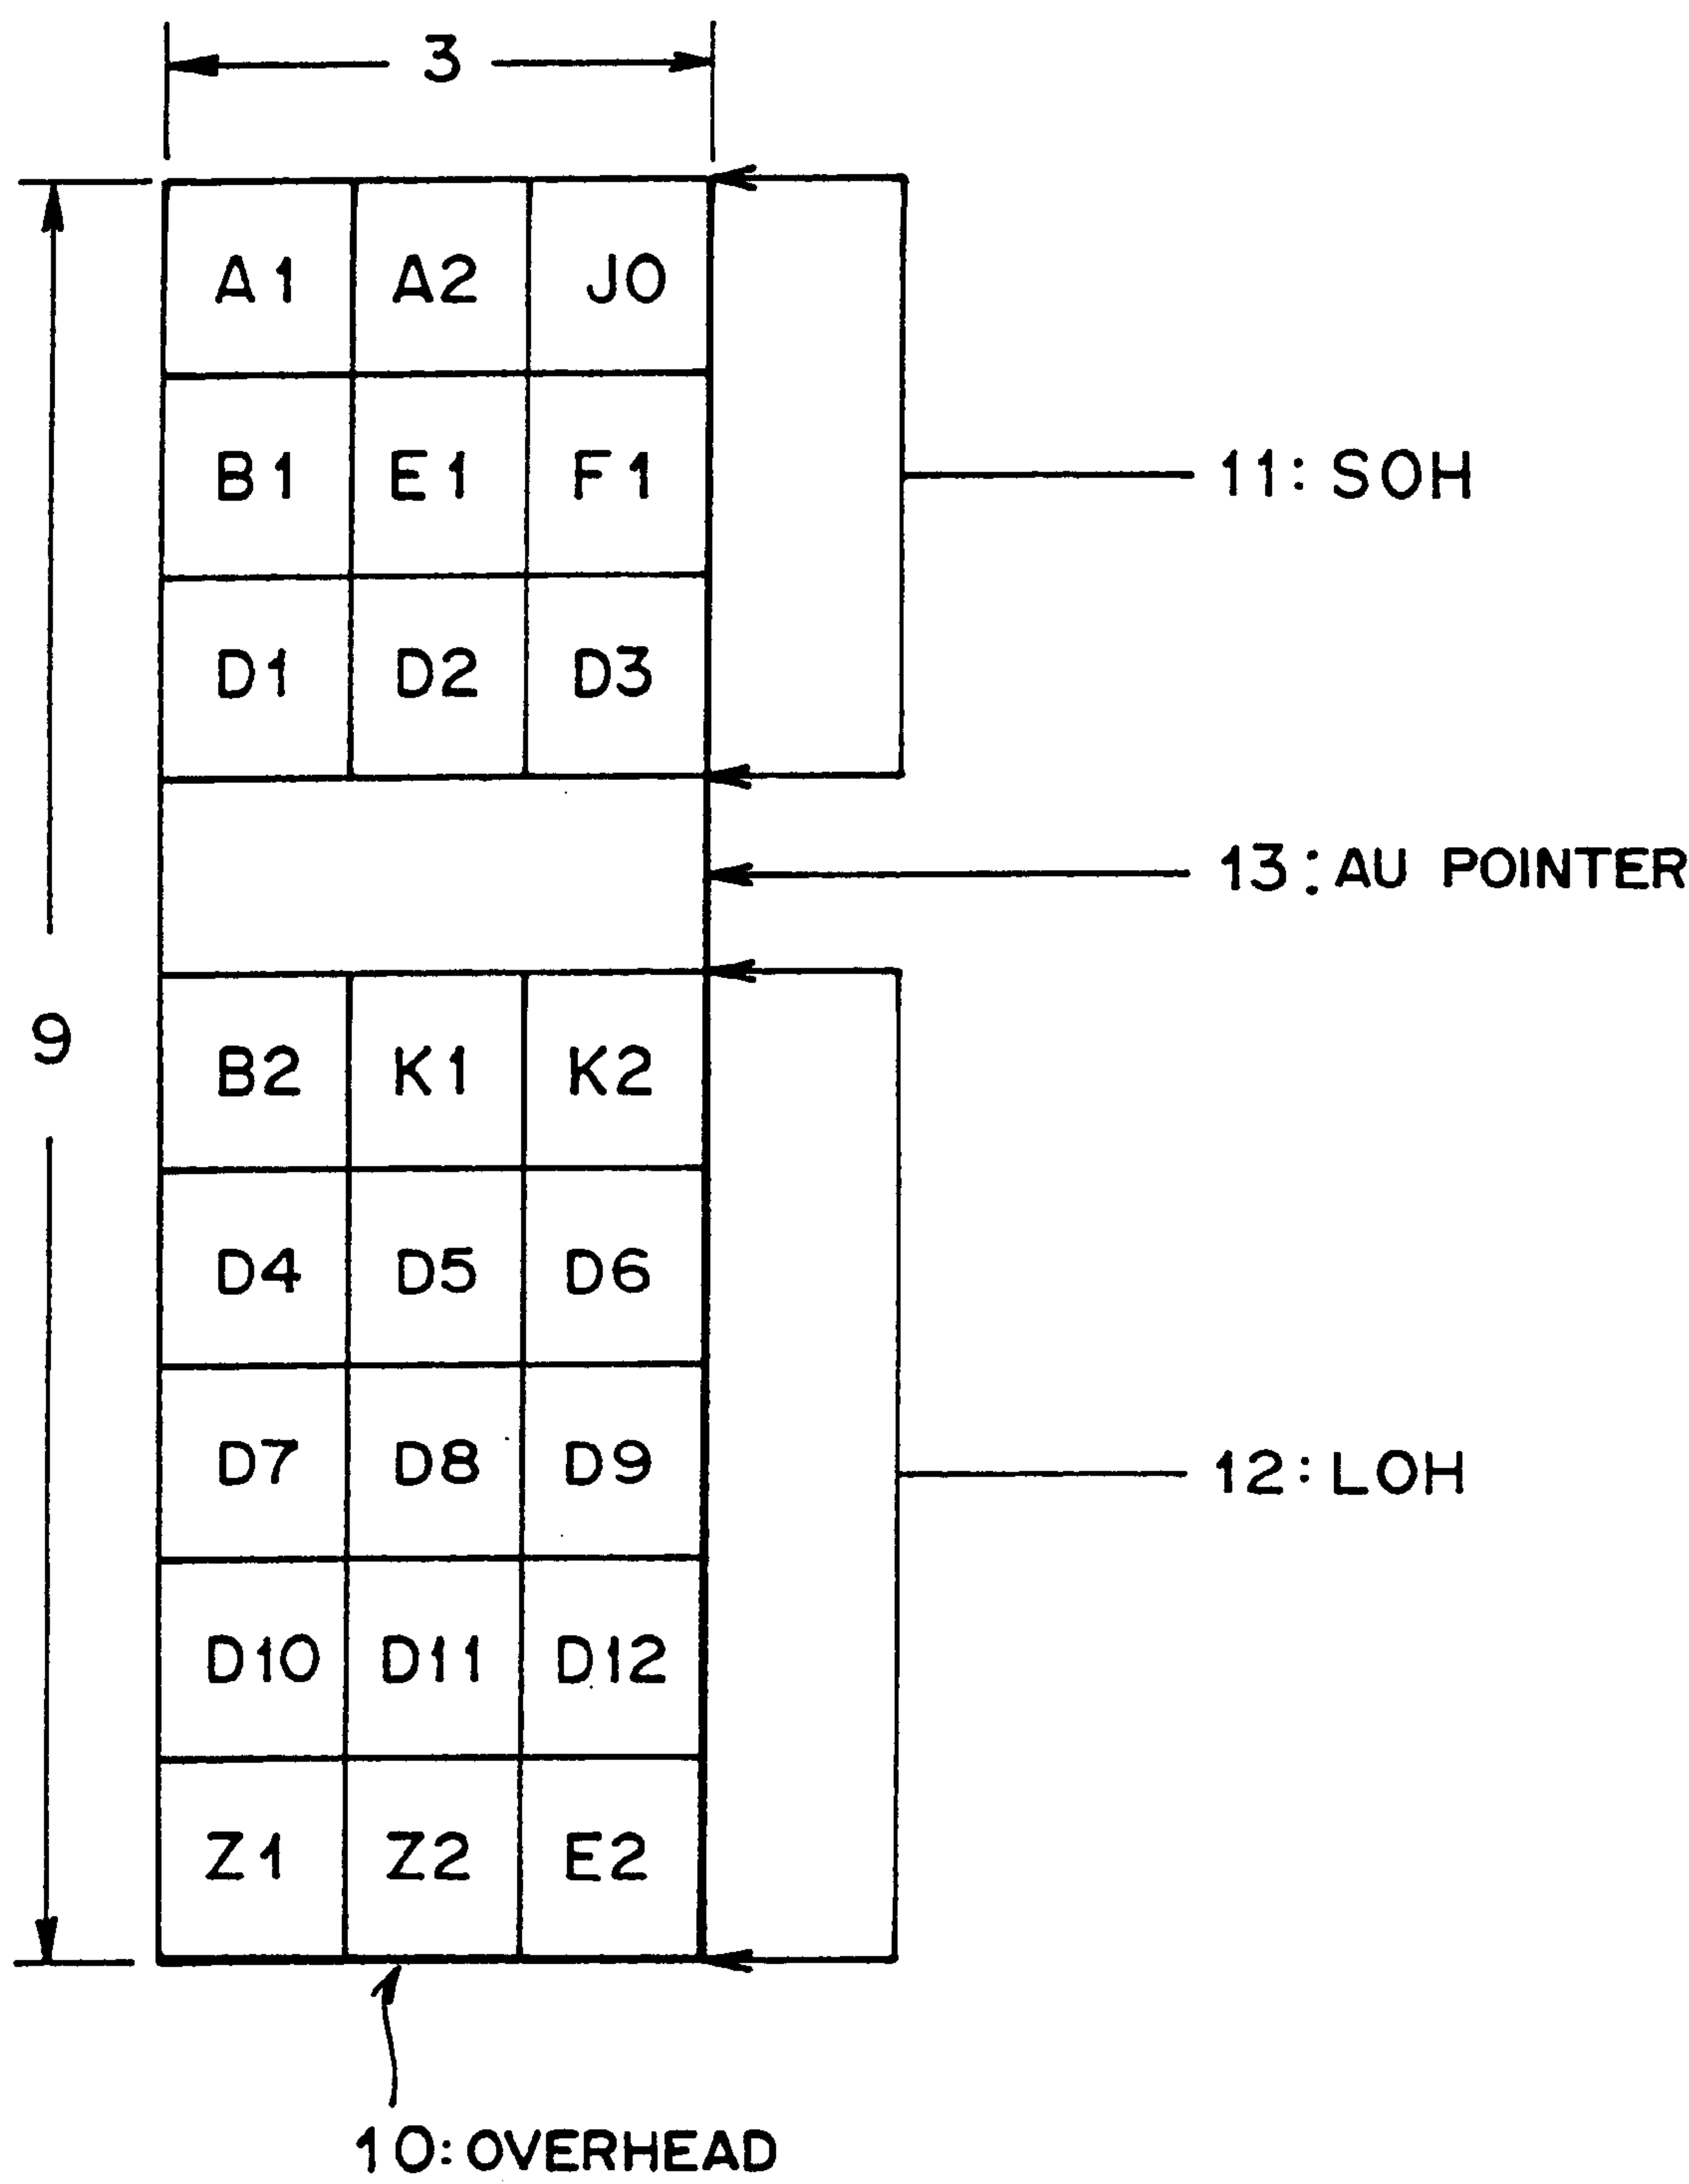 3
A1 A2 J0
B1 E1 F1
11: SOH
D1 D2 D3
13: AU POINTER
9
B2 K1 K2
D4 D5 D6
D7 D8 D9
12: LOH
D10 D11 D12
Z1 Z2 E2
10: OVERHEAD